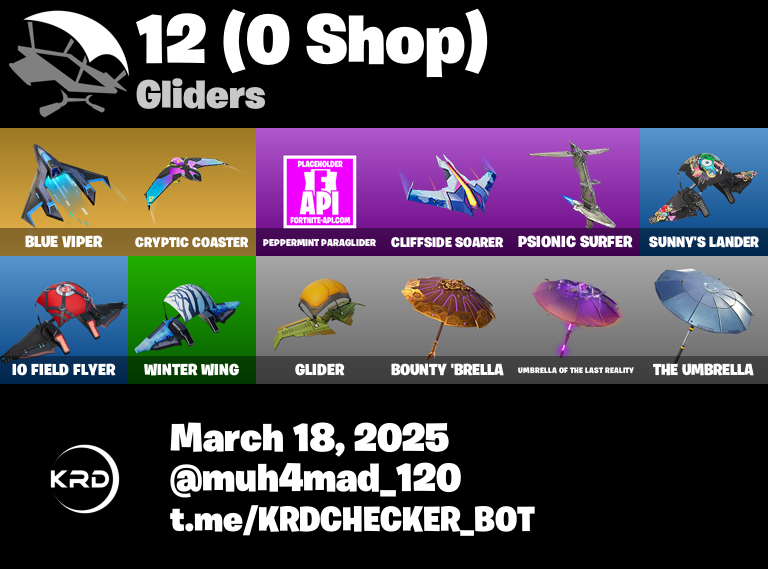 12 (0 Shop)
Gliders
PLACEHOLDER
F
API
FORTNITE-API.COM
BLUE VIPER
CRYPTIC COASTER
PEPPERMINT PARAGLIDER
CLIFFSIDE SOARER
PSIONIC SURFER
SUNNY'S LANDER
IO FIELD FLYER
WINTER WING
GLIDER
BOUNTY 'BRELLA
UMBRELLA OF THE LAST REALITY
THE UMBRELLA
KRD
March 18, 2025
@muh4mad_120
t.me/KRDCHECKER_BOT